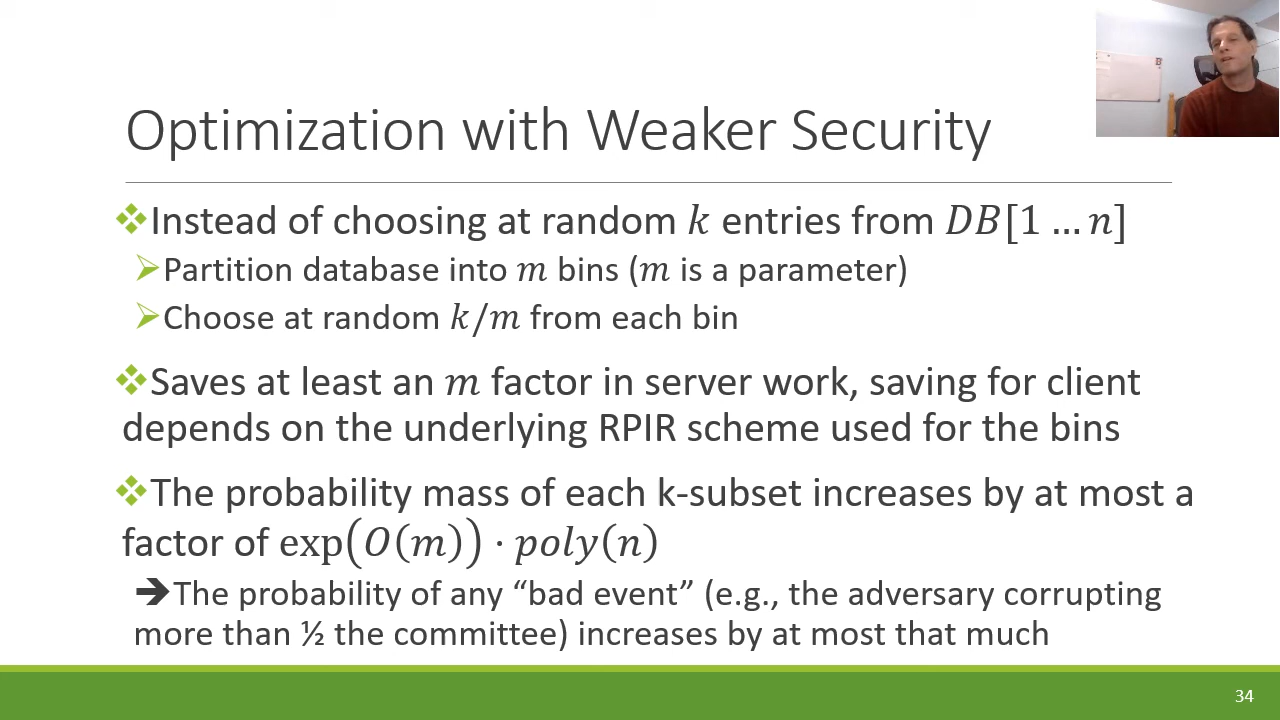 Optimization with Weaker Security
❖Instead of choosing at random k entries from DB[1 … n]
➢Partition database into m bins (m is a parameter)
➢Choose at random k/m from each bin
❖Saves at least an m factor in server work, saving for client
depends on the underlying RPIR scheme used for the bins
❖The probability mass of each k-subset increases by at most a
factor of exp(O(m)) · poly(n)
➔The probability of any “bad event” (e.g., the adversary corrupting
more than ½ the committee) increases by at most that much
34